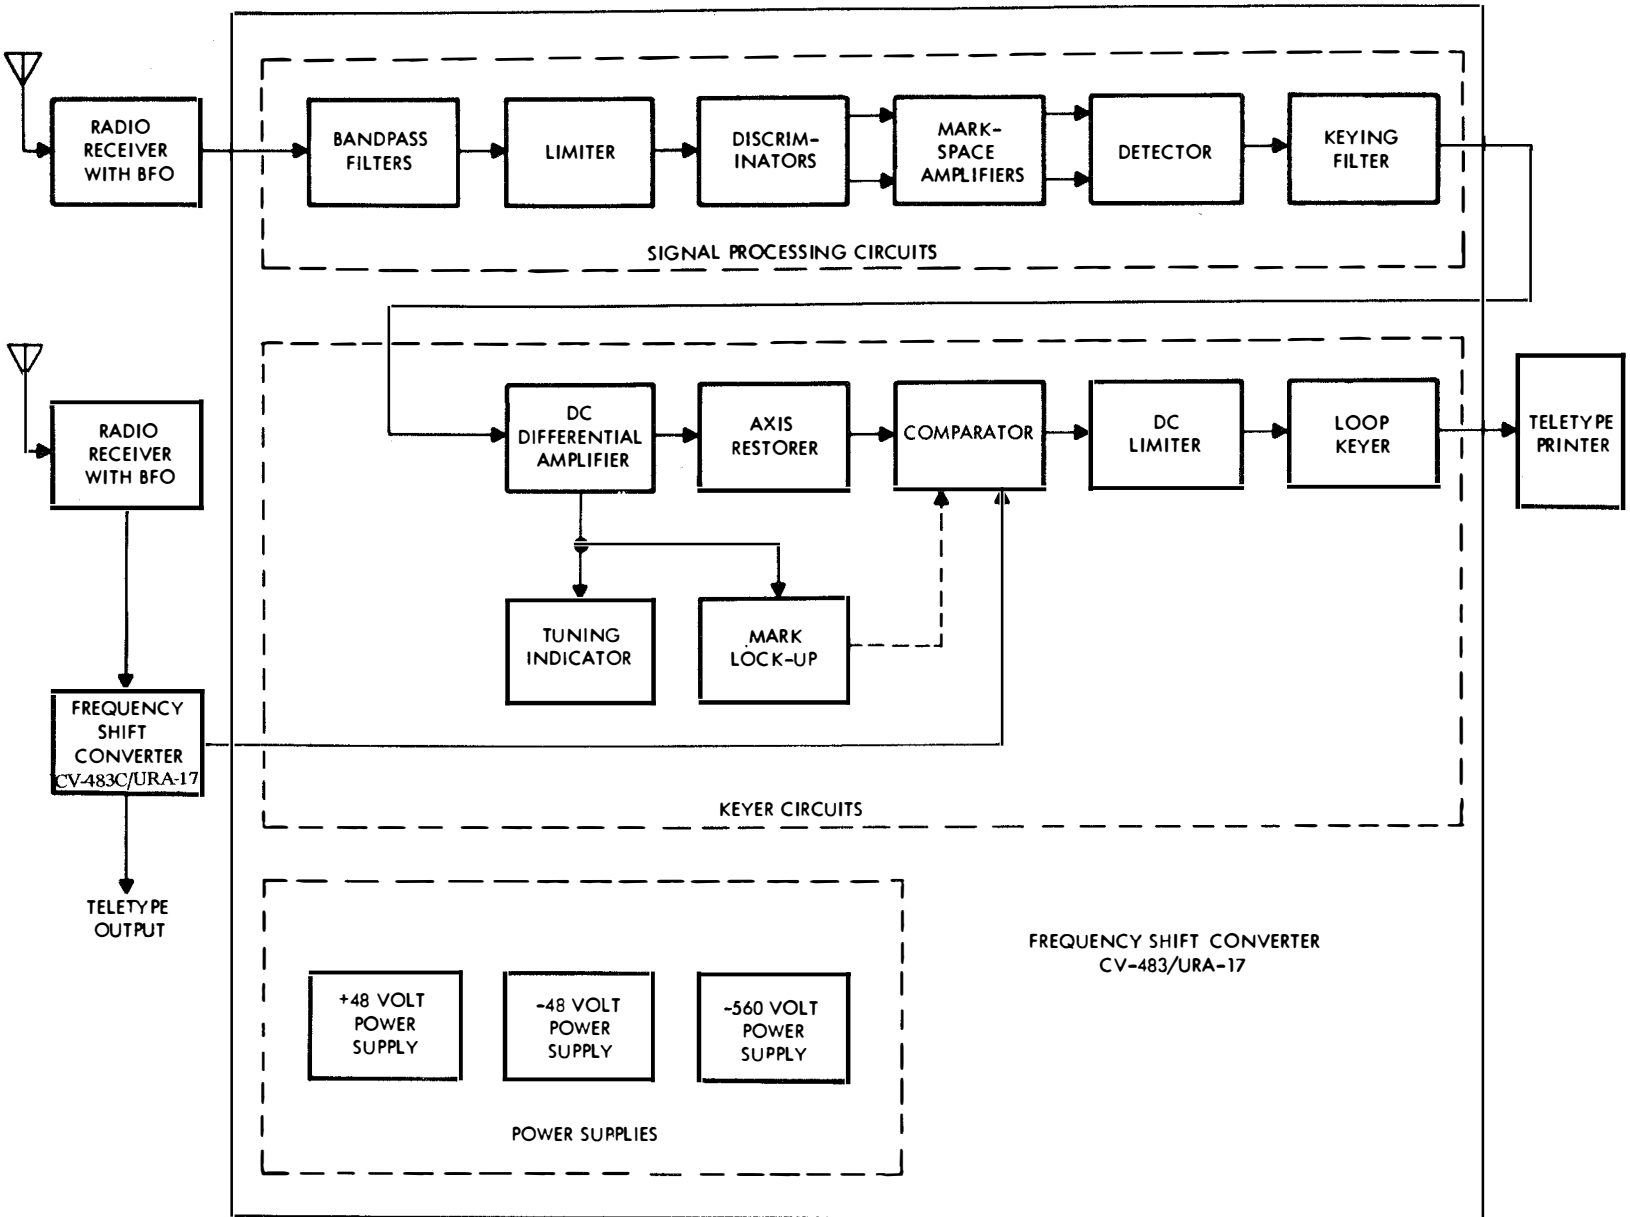 RADIO
RECEIVER
WITH BFO
BANDPASS
FILTERS
LIMITER
DISCRIM-
INATORS
MARK-
SPACE
AMPLIFIERS
DETECTOR
KEYING
FILTER
SIGNAL PROCESSING CIRCUITS
RADIO
RECEIVER
WITH BFO
DC
DIFFERENTIAL
AMPLIFIER
AXIS
RESTORER
COMPARATOR
DC
LIMITER
LOOP
KEYER
TELETYPE
PRINTER
TUNING
INDICATOR
MARK
LOCK-UP
FREQUENCY
SHIFT
CONVERTER
CV-483C/URA-17
KEYER CIRCUITS
TELETYPE
OUTPUT
FREQUENCY SHIFT CONVERTER
CV-483/URA-17
+48 VOLT
POWER
SUPPLY
-48 VOLT
POWER
SUPPLY
-560 VOLT
POWER
SUPPLY
POWER SUPPLIES